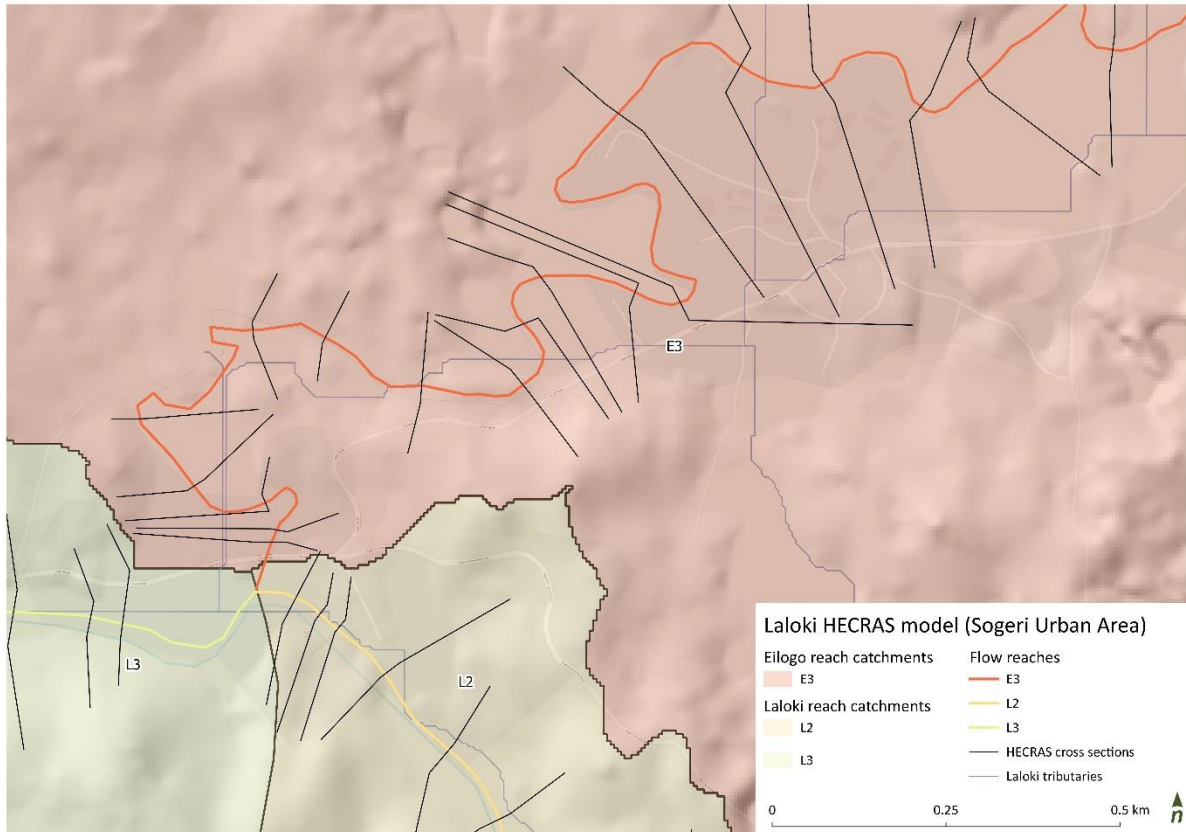 E3
L3
L2
Laloki HECRAS model (Sogeri Urban Area)
Eilogo reach catchments
E3
Laloki reach catchments
L2
L3
Flow reaches
E3
L2
L3
HECRAS cross sections
Laloki tributaries
0
0.25
0.5 km
n